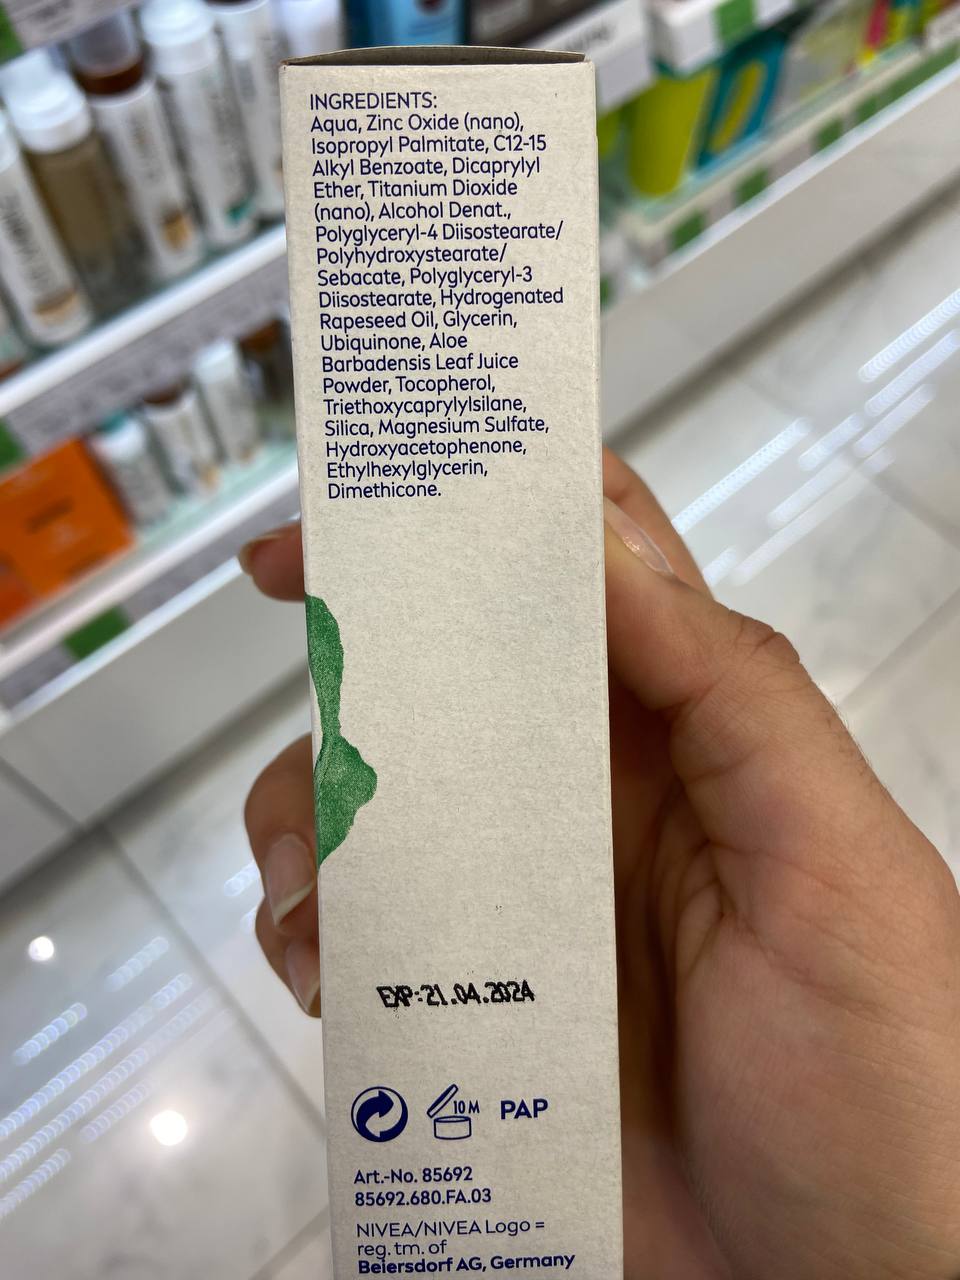 INGREDIENTS:
Aqua, Zinc Oxide (nano),
Isopropyl Palmitate, C12-15
Alkyl Benzoate, Dicaprylyl
Ether, Titanium Dioxide
(nano), Alcohol Denat.,
Polyglyceryl-4 Diisostearate/
Polyhydroxystearate/
Sebacate, Polyglyceryl-3
Diisostearate, Hydrogenated
Rapeseed Oil, Glycerin,
Ubiquinone, Aloe
Barbadensis Leaf Juice
Powder, Tocopherol,
Triethoxycaprylylsilane,
Silica, Magnesium Sulfate,
Hydroxyacetophenone,
Ethylhexylglycerin,
Dimethicone.
EXP:21.04.2024
10 M PAP
Art.-No. 85692
85692.680.FA.03
NIVEA/NIVEA Logo =
reg. tm. of
Beiersdorf AG, Germany